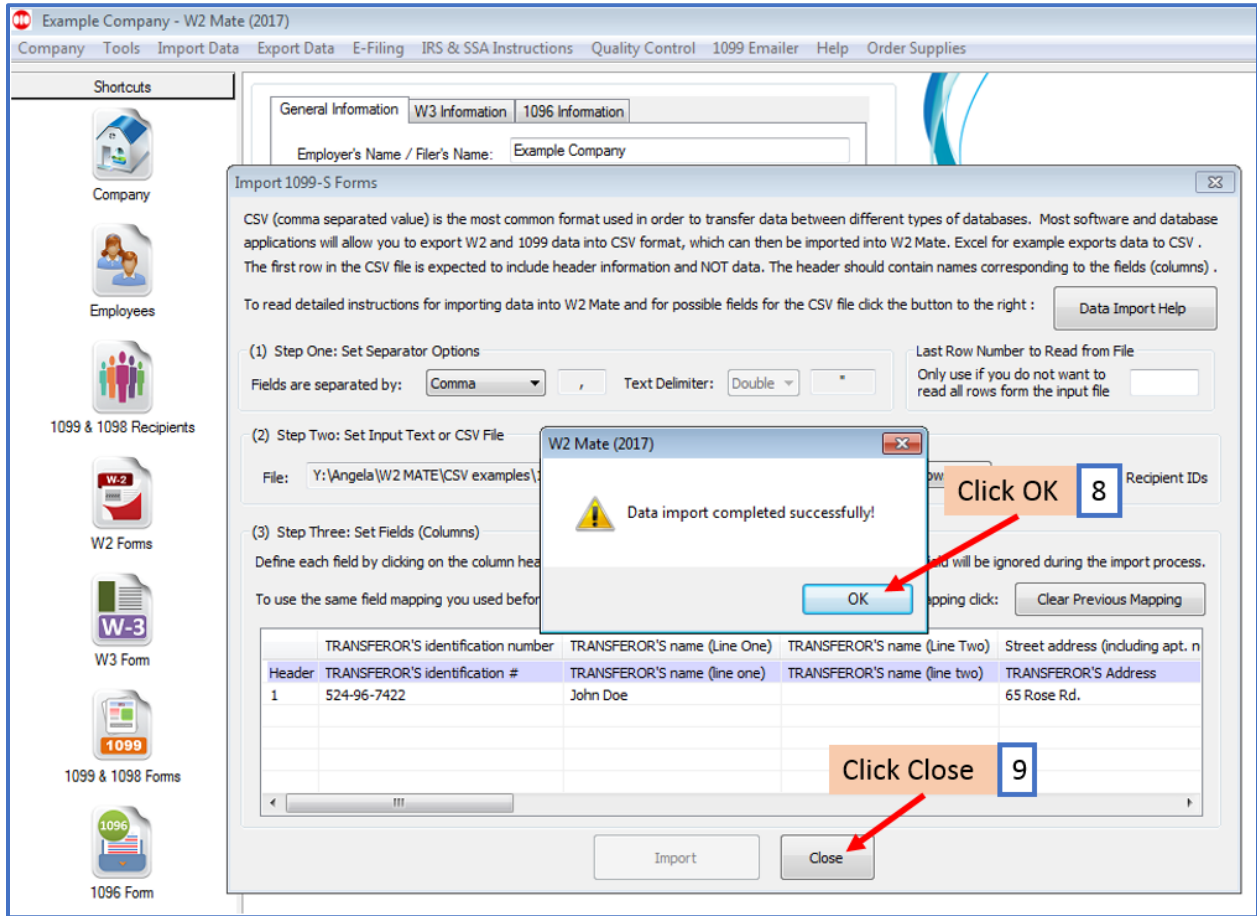 Example Company - W2 Mate (2017)
Company Tools Import Data Export Data E-Filing IRS & SSA Instructions Quality Control 1099 Emailer Help Order Supplies
Shortcuts
Company
Employees
1099 & 1098 Recipients
W-2
W2 Forms
W-3
W3 Form
1099
1099 & 1098 Forms
1096
1096 Form
General Information W3 Information 1096 Information
Employer's Name / Filer's Name: Example Company
Import 1099-S Forms
CSV (comma separated value) is the most common format used in order to transfer data between different types of databases. Most software and database
applications will allow you to export W2 and 1099 data into CSV format, which can then be imported into W2 Mate. Excel for example exports data to CSV .
The first row in the CSV file is expected to include header information and NOT data. The header should contain names corresponding to the fields (columns) .
To read detailed instructions for importing data into W2 Mate and for possible fields for the CSV file click the button to the right : Data Import Help
(1) Step One: Set Separator Options
Fields are separated by: Comma , Text Delimiter: Double "
Last Row Number to Read from File
Only use if you do not want to
read all rows form the input file
(2) Step Two: Set Input Text or CSV File
File: Y:\Angela\W2 MATE\CSV examples\ Recipient IDs
W2 Mate (2017)
Data import completed successfully!
OK
Click OK 8
(3) Step Three: Set Fields (Columns)
Define each field by clicking on the column will be ignored during the import process.
To use the same field mapping you used click: Clear Previous Mapping
TRANSFEROR'S identification number TRANSFEROR'S name (Line One) TRANSFEROR'S name (Line Two) Street address (including apt.
Header TRANSFEROR'S identification # TRANSFEROR'S name (line one) TRANSFEROR'S name (line two) TRANSFEROR'S Address
1 524-96-7422 John Doe 65 Rose Rd.
Click Close 9
Import Close